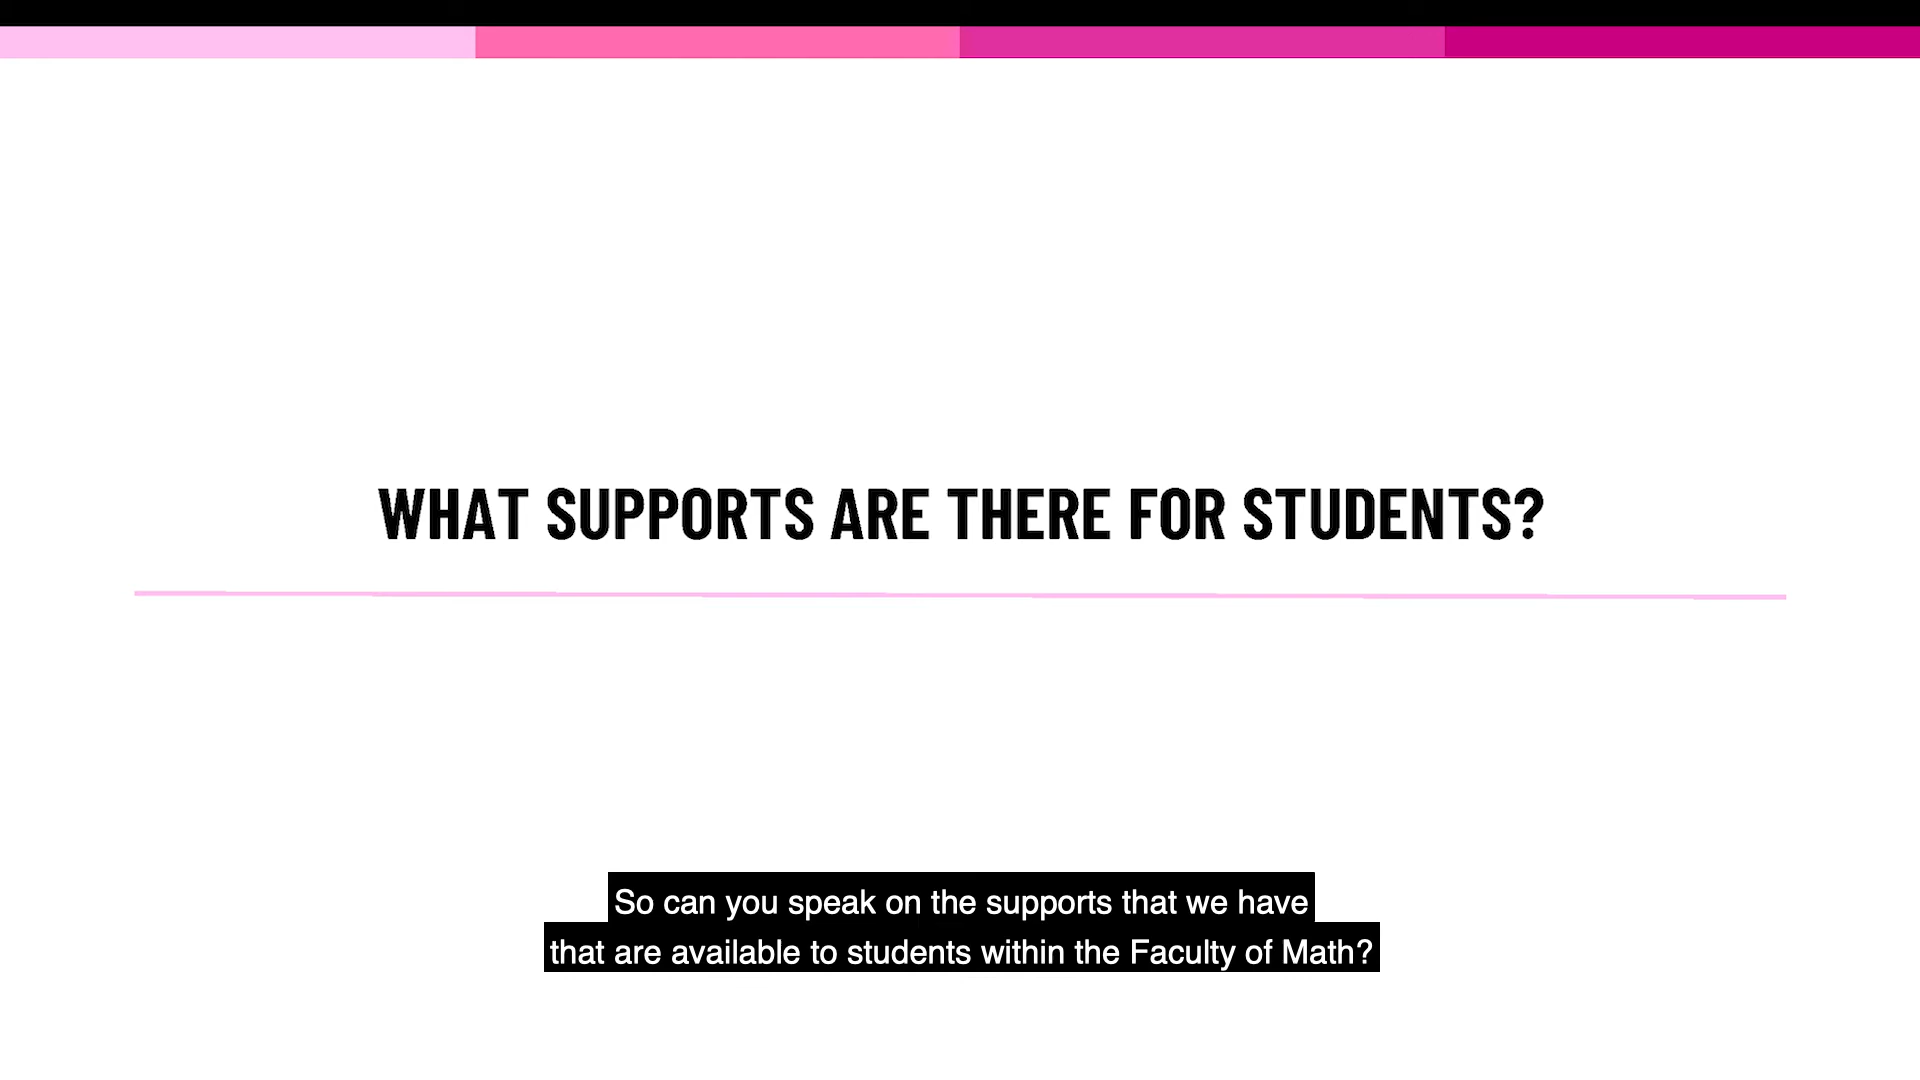 WHAT SUPPORTS ARE THERE FOR STUDENTS?
So can you speak on the supports that we have
that are available to students within the Faculty of Math?